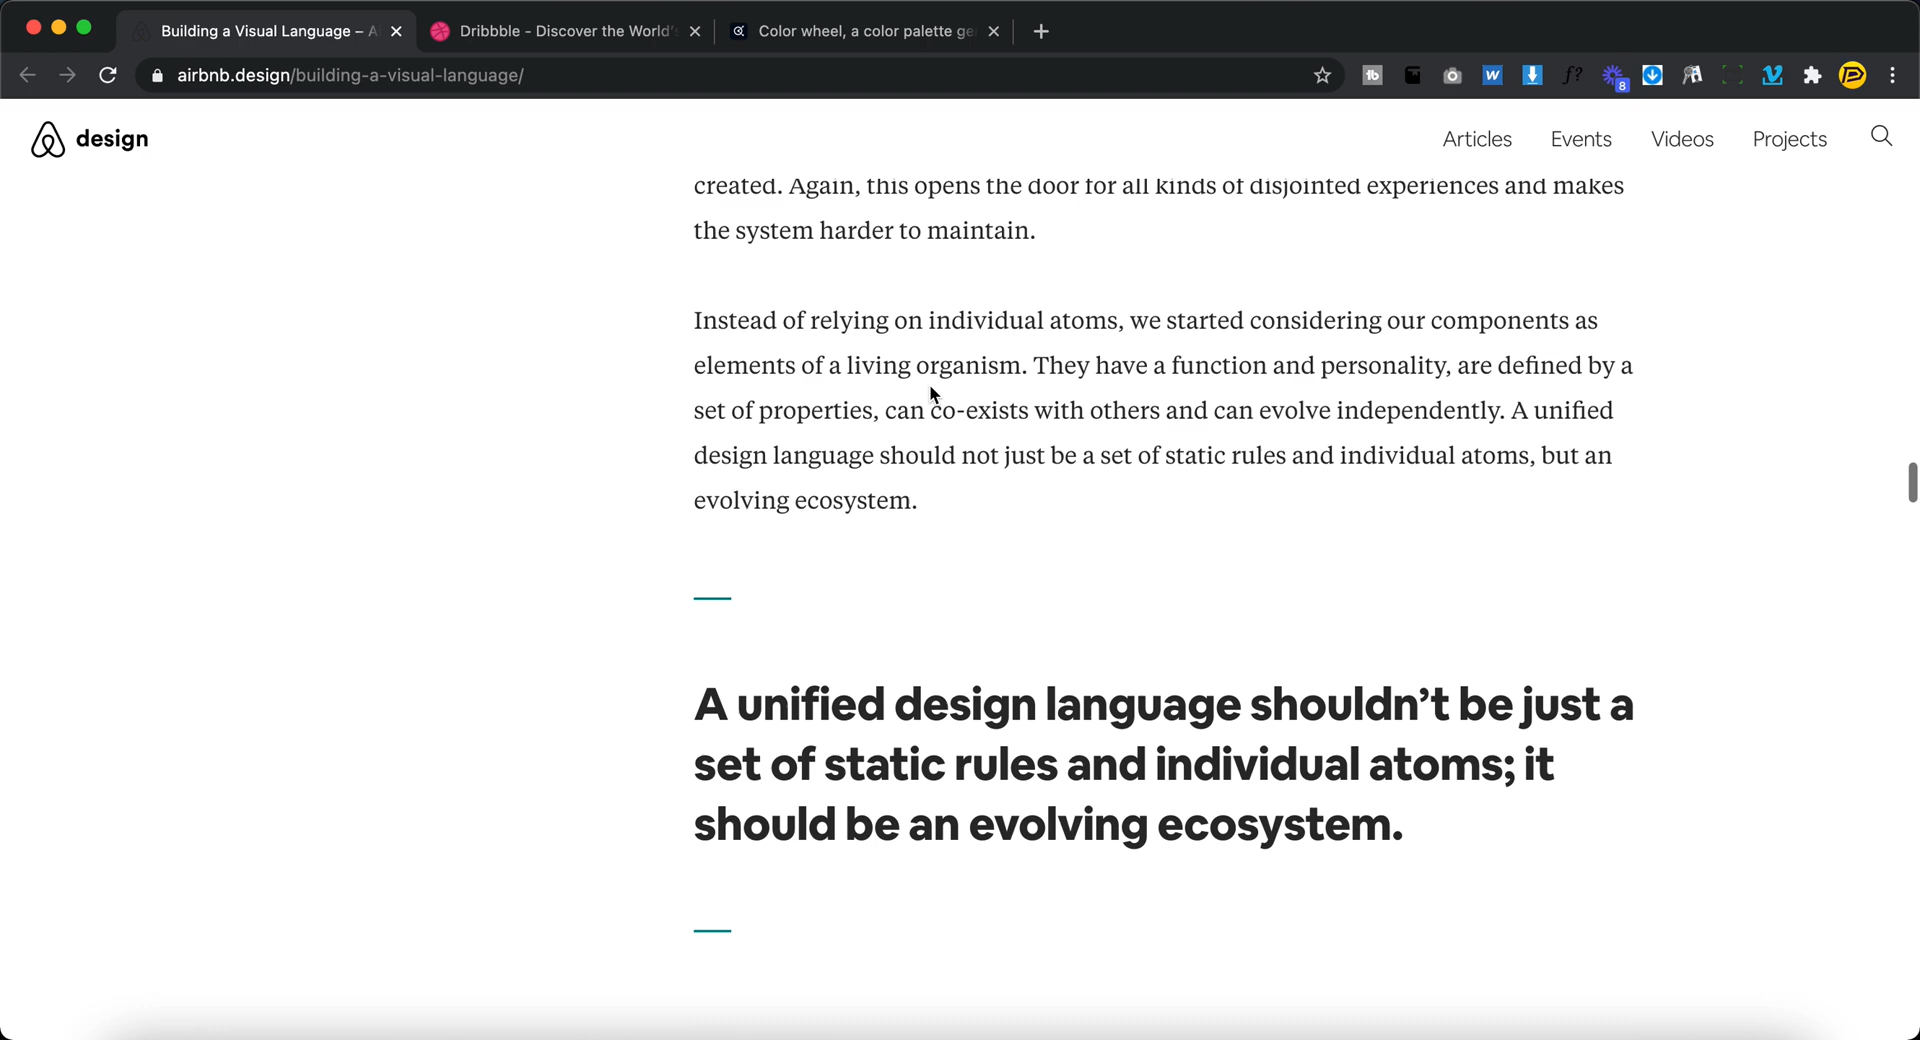 Building a Visual Language –
Dribbble - Discover the World's
Color wheel, a color palette ge
airbnb.design/building-a-visual-language/
8
design
Articles
Events
Videos
Projects
created. Again, this opens the door for all kinds of disjointed experiences and makes
the system harder to maintain.
Instead of relying on individual atoms, we started considering our components as
elements of a living organism. They have a function and personality, are defined by a
set of properties, can co-exists with others and can evolve independently. A unified
design language should not just be a set of static rules and individual atoms, but an
evolving ecosystem.
A unified design language shouldn’t be just a
set of static rules and individual atoms; it
should be an evolving ecosystem.